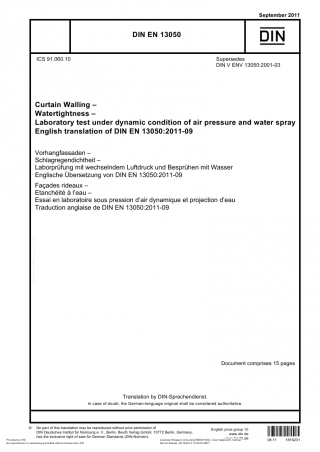 September 2011
DIN EN 13050
DIN
ICS 91.060.10
Supersedes
DIN V ENV 13050:2001-03
Curtain Walling –
Watertightness –
Laboratory test under dynamic condition of air pressure and water spray
English translation of DIN EN 13050:2011-09
Vorhangfassaden –
Schlagregendichtheit –
Laborprüfung mit wechselndem Luftdruck und Besprühen mit Wasser
Englische Übersetzung von DIN EN 13050:2011-09
Façades rideaux –
Etanchéité à l'eau –
Essai en laboratoire sous pression d'air dynamique et projection d'eau
Traduction anglaise de DIN EN 13050:2011-09
Document comprises 15 pages
Translation by DIN-Sprachendienst.
In case of doubt, the German-language original shall be considered authoritative.
No part of this translation may be reproduced without prior permission of
DIN Deutsches Institut für Normung e. V., Berlin. Beuth Verlag GmbH, 10772 Berlin, Germany,
has the exclusive right of sale for German Standards (DIN-Normen).
English price group 10
www.din.de
08.11